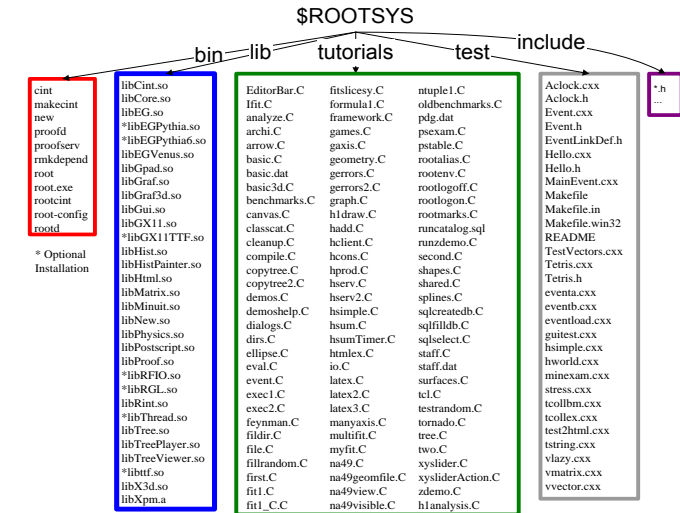 $ROOTSYS
bin
lib
tutorials
test
include
cint
makecint
new
proofd
proofserv
rmkdepend
root
root.exe
rootcint
root-config
rootd
* Optional
Installation
libCint.so
libCore.so
libEG.so
*libEGPythia.so
*libEGPythia6.so
libEGVenus.so
libGpad.so
libGraf.so
libGraf3d.so
libGui.so
libGX11.so
*libGX11TTF.so
libHist.so
libHistPainter.so
libHtml.so
libMatrix.so
libMinuit.so
libNew.so
libPhysics.so
libPostscript.so
libProof.so
*libRFIO.so
*libRGL.so
libRint.so
*libThread.so
libTree.so
libTreePlayer.so
libTreeViewer.so
*libttf.so
libX3d.so
libXpm.a
EditorBar.C
Ifit.C
analyze.C
archi.C
arrow.C
basic.C
basic.dat
basic3d.C
benchmarks.C
canvas.C
classcat.C
cleanup.C
compile.C
copytree.C
copytree2.C
demos.C
demoshelp.C
dialogs.C
dirs.C
ellipse.C
eval.C
event.C
exec1.C
exec2.C
feynman.C
fildir.C
file.C
fillrandom.C
first.C
fit1.C
fit1_C.C
fitslicesy.C
formula1.C
framework.C
games.C
gaxis.C
geometry.C
gerrors.C
gerrors2.C
graph.C
h1draw.C
hadd.C
hclient.C
hcons.C
hprod.C
hserv.C
hserv2.C
hsimple.C
hsum.C
hsumTimer.C
htmlex.C
io.C
latex.C
latex2.C
latex3.C
manyaxis.C
multifit.C
myfit.C
na49.C
na49geomfile.C
na49view.C
na49visible.C
ntuple1.C
oldbenchmarks.C
pdg.dat
psexam.C
pstable.C
rootalias.C
rootenv.C
rootlogoff.C
rootlogon.C
rootmarks.C
runcatalog.sql
runzdemo.C
second.C
shapes.C
shared.C
splines.C
sqlcreatedb.C
sqlfilldb.C
sqlselect.C
staff.C
staff.dat
surfaces.C
tcl.C
testrandom.C
tornado.C
tree.C
two.C
xyslider.C
xysliderAction.C
zdemo.C
h1analysis.C
Aclock.cxx
Aclock.h
Event.cxx
Event.h
EventLinkDef.h
Hello.cxx
Hello.h
MainEvent.cxx
Makefile
Makefile.in
Makefile.win32
README
TestVectors.cxx
Tetris.cxx
Tetris.h
eventa.cxx
eventb.cxx
eventload.cxx
guitest.cxx
hsimple.cxx
hworld.cxx
minexam.cxx
stress.cxx
tcollbm.cxx
tcollex.cxx
test2html.cxx
tstring.cxx
vlazy.cxx
vmatrix.cxx
vvector.cxx
*.h
...